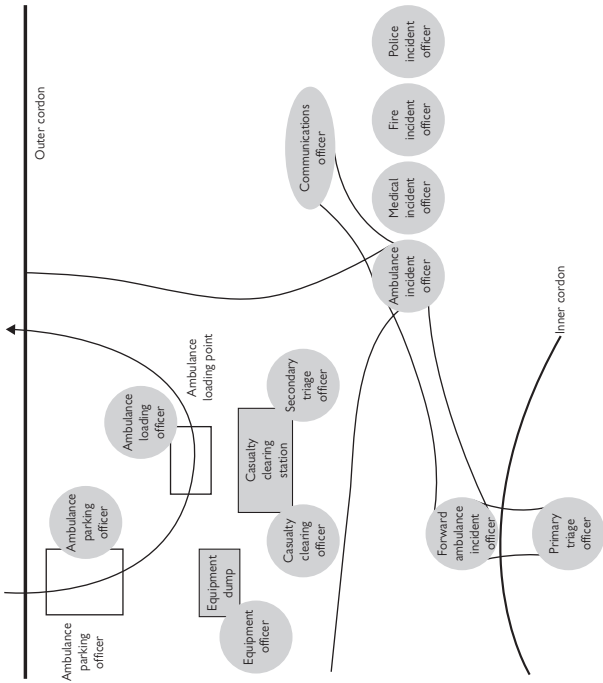 Outer cordon
Ambulance
parking
officer
Ambulance
parking
officer
Ambulance
loading
officer
Ambulance
loading point
Equipment
dump
Equipment
officer
Casualty
clearing
station
Casualty
clearing
officer
Secondary
triage
officer
Communications
officer
Ambulance
incident
officer
Medical
incident
officer
Fire
incident
officer
Police
incident
officer
Forward
ambulance
incident
officer
Inner cordon
Primary
triage
officer